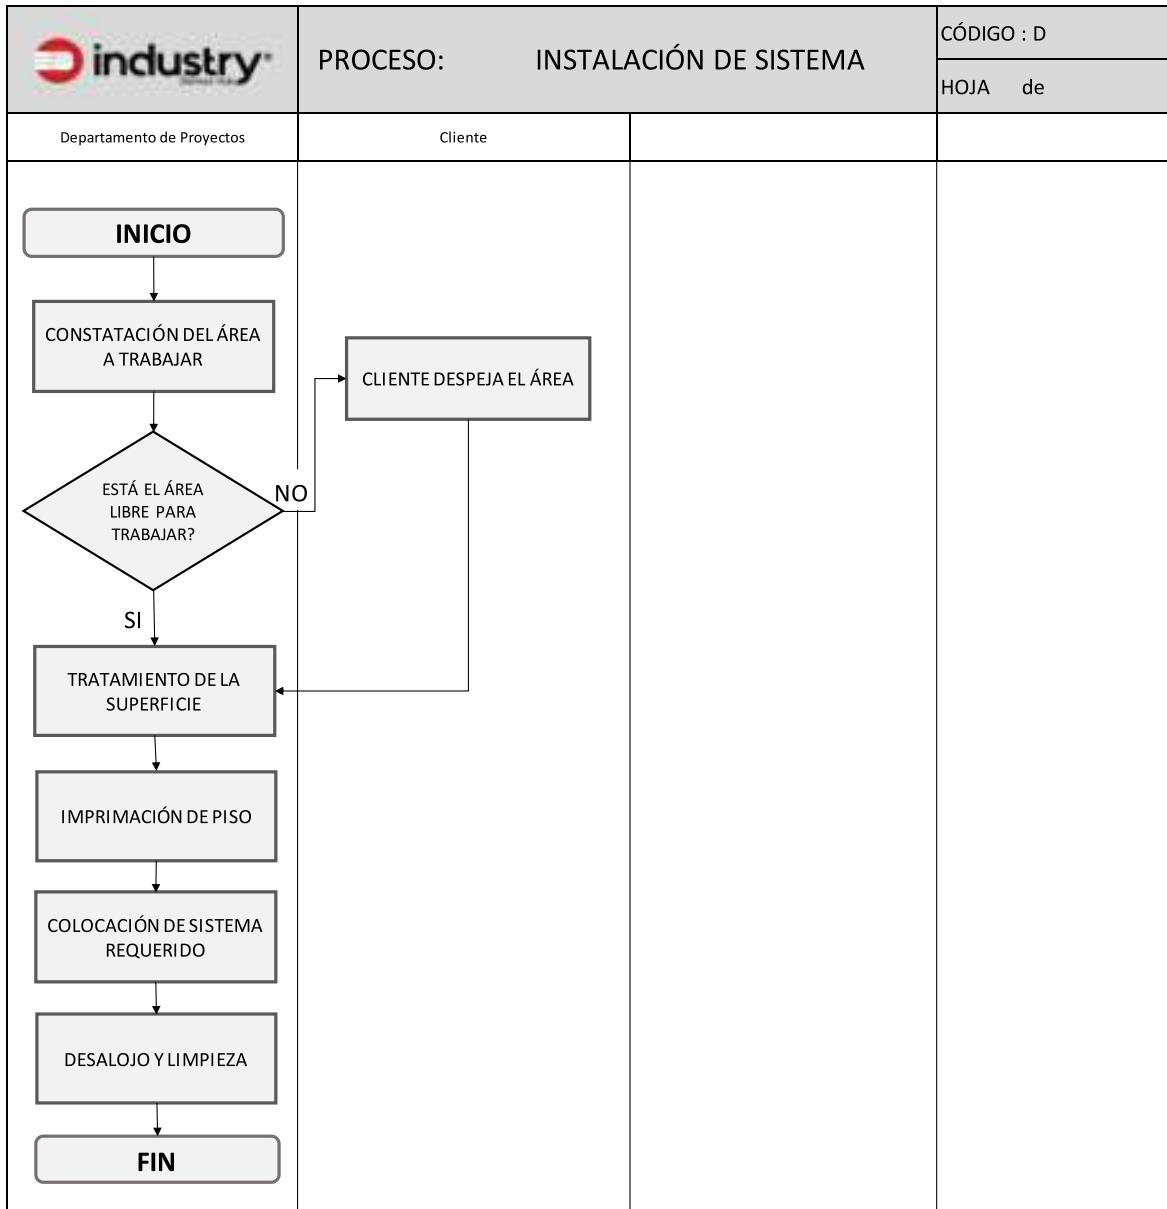 industry
PROCESO: INSTALACIÓN DE SISTEMA
CÓDIGO : D
HOJA de
Departamento de Proyectos
Cliente
INICIO
CONSTATACIÓN DEL ÁREA
A TRABAJAR
CLIENTE DESPEJA EL ÁREA
ESTÁ EL ÁREA
LIBRE PARA
TRABAJAR?
NO
SI
TRATAMIENTO DE LA
SUPERFICIE
IMPRIMACIÓN DE PISO
COLOCACIÓN DE SISTEMA
REQUERIDO
DESALOJO Y LIMPIEZA
FIN